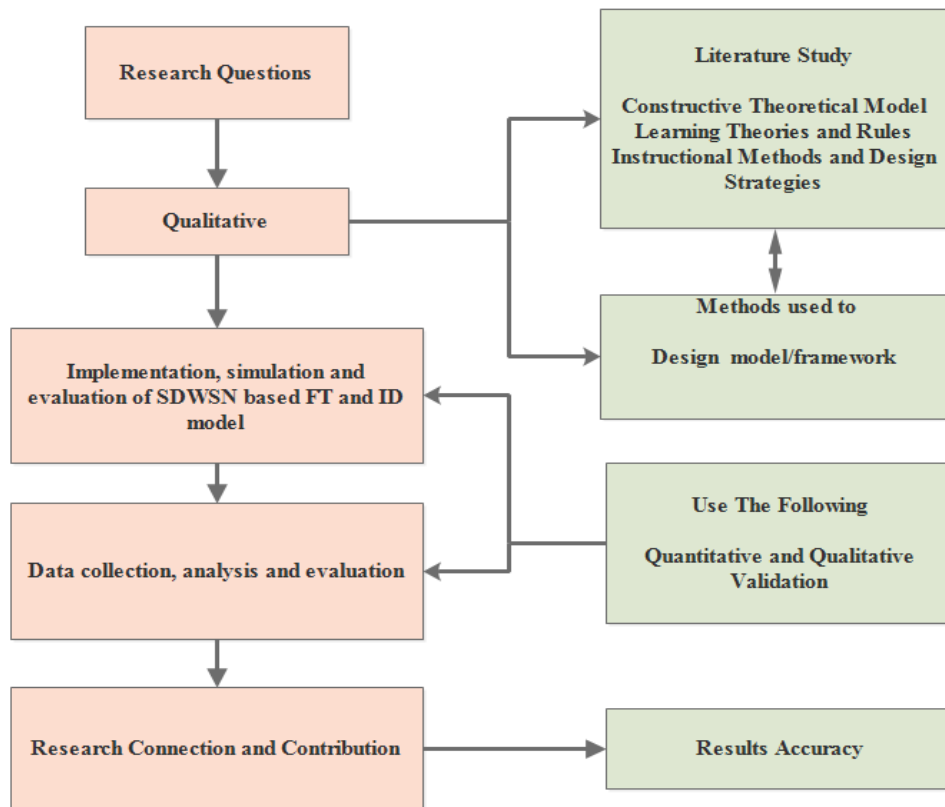 Research Questions
Qualitative
Implementation, simulation and
evaluation of SDWSN based FT and ID
model
Data collection, analysis and evaluation
Research Connection and Contribution
Literature Study
Constructive Theoretical Model
Learning Theories and Rules
Instructional Methods and Design
Strategies
Methods used to
Design model/framework
Use The Following
Quantitative and Qualitative
Validation
Results Accuracy